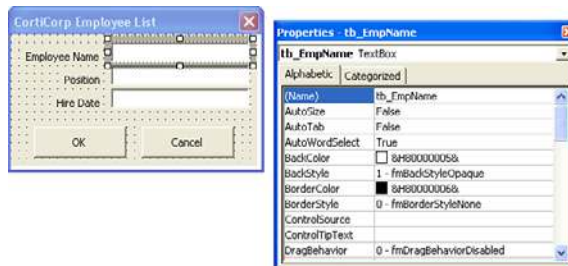 CortiCorp Employee List
Employee Name
Position
Hire Date
OK
Cancel
Properties - tb_EmpName
tb_EmpName TextBox
Alphabetic
Categorized
(Name) tb_EmpName
AutoSize False
AutoTab False
AutoWordSelect True
BackColor &H80000005&
BackStyle 1 - fmBackStyleOpaque
BorderColor &H80000006&
BorderStyle 0 - fmBorderStyleNone
ControlSource
ControlTipText
DragBehavior 0 - fmDragBehaviorDisabled